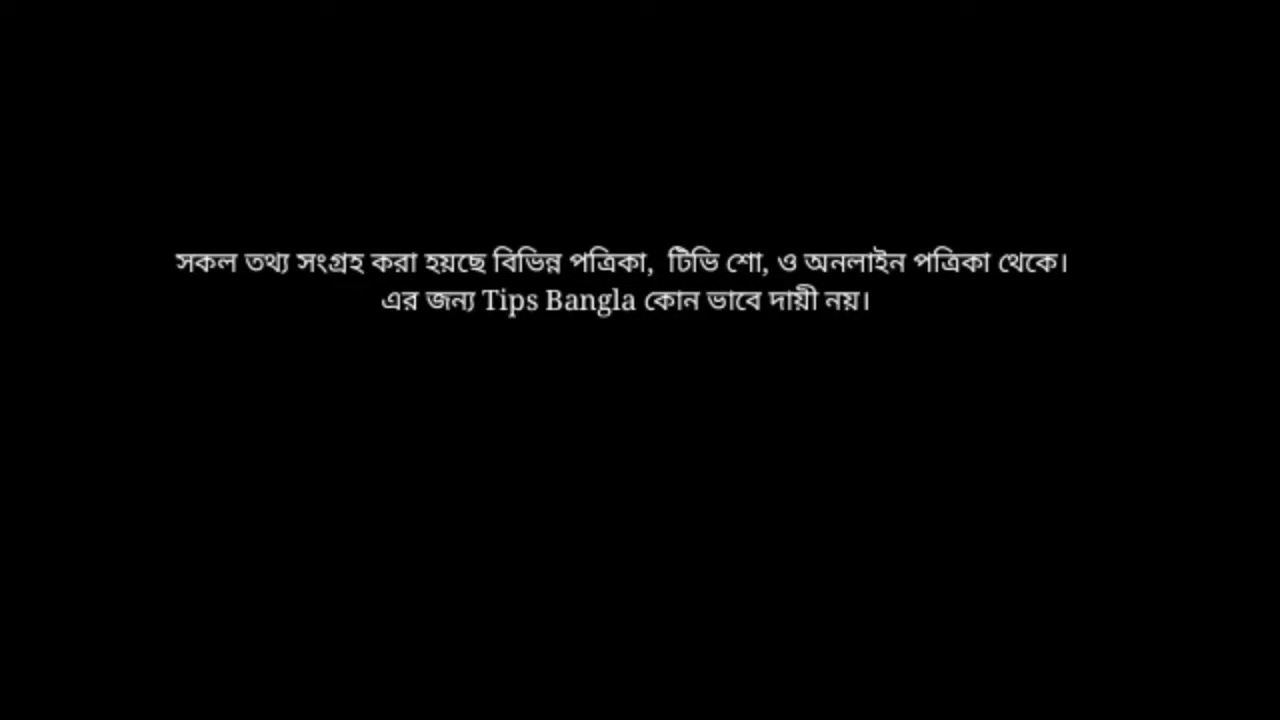 সকল তথ্য সংগ্রহ করা হয়ছে বিভিন্ন পত্রিকা,  টিভি শো, ও অনলাইন পত্রিকা থেকে।
এর জন্য Tips Bangla কোন ভাবে দায়ী নয়।